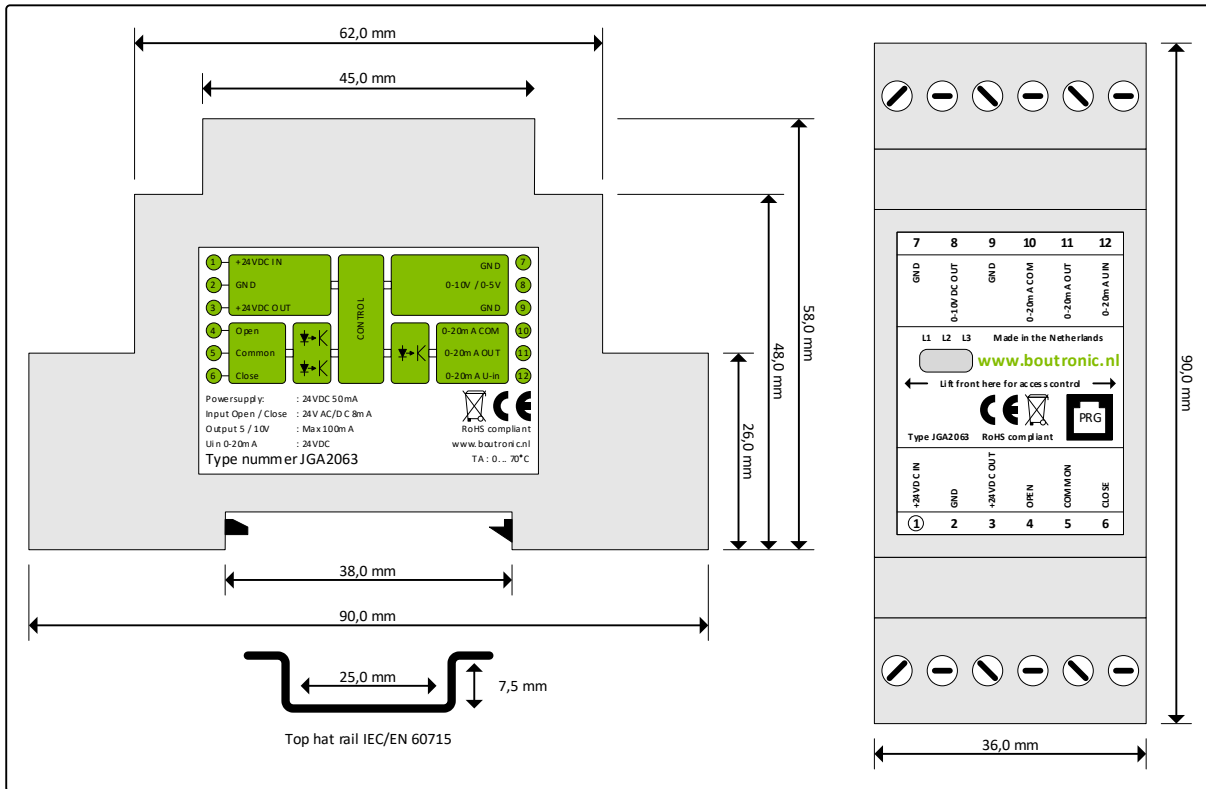 62,0 mm
45,0 mm
58,0 mm
48,0 mm
26,0 mm
1 +24VDC IN
2 GND
3 +24VDC OUT
4 Open
5 Common
6 Close
CONTROL
GND 7
0-10V / 0-5V 8
GND 9
0-20mA COM 10
0-20mA OUT 11
0-20mA U-in 12
Powersupply: : 24VDC 50mA
Input Open / Close : 24V AC/DC 8mA
Output 5 / 10V : Max 100mA
Uin 0-20mA : 24VDC
Type nummer JGA2063
CE
RoHS compliant
www.boutronic.nl
TA : 0... 70°C
38,0 mm
90,0 mm
25,0 mm
7,5 mm
Top hat rail IEC/EN 60715
7 8 9 10 11 12
GND
0-10VDC OUT
GND
0-20mA COM
0-20mA OUT
0-20mA UIN
L1 L2 L3 Made in the Netherlands
www.boutronic.nl
Lift front here for access control
CE
PRG
Type JGA2063 RoHS compliant
+24VDC IN
GND
+24VDC OUT
OPEN
COMMON
CLOSE
1 2 3 4 5 6
90,0 mm
36,0 mm